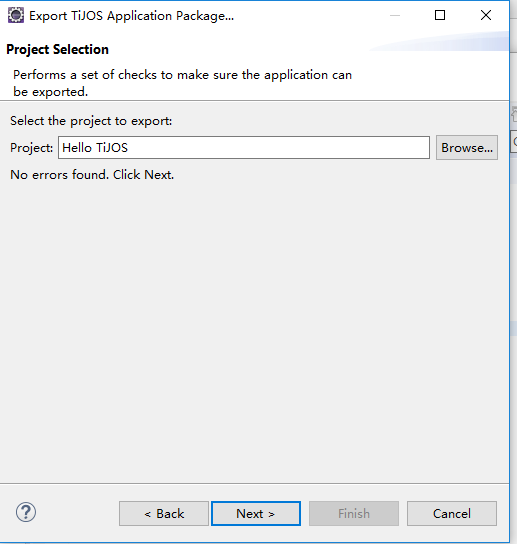 Export TiJOS Application Package...
Project Selection
Performs a set of checks to make sure the application can
be exported.
Select the project to export:
Project: Hello TiJOS Browse...
No errors found. Click Next.
? < Back Next > Finish Cancel